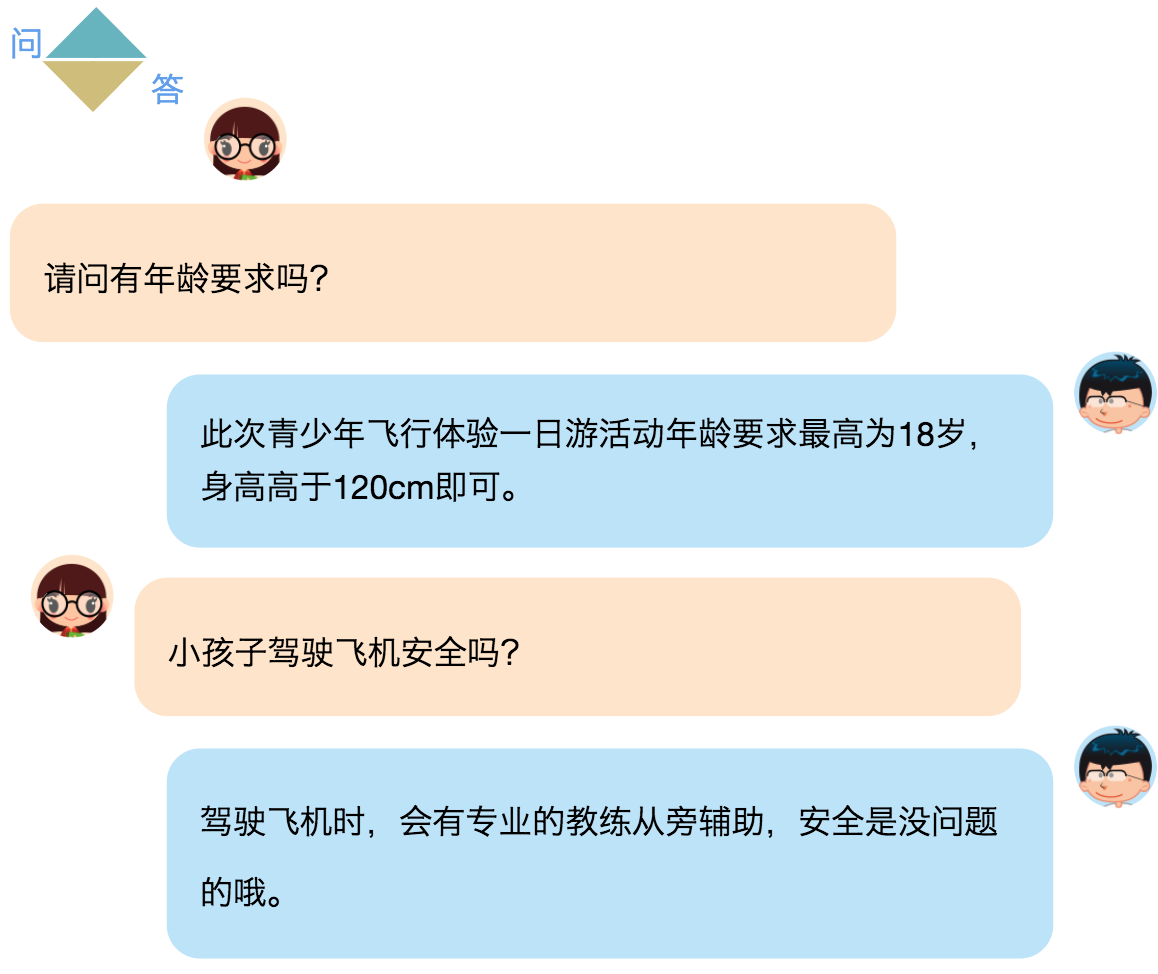 问
答
请问有年龄要求吗？
此次青少年飞行体验一日游活动年龄要求最高为18岁，
身高高于120cm即可。
小孩子驾驶飞机安全吗？
驾驶飞机时，会有专业的教练从旁辅助，安全是没问题
的哦。